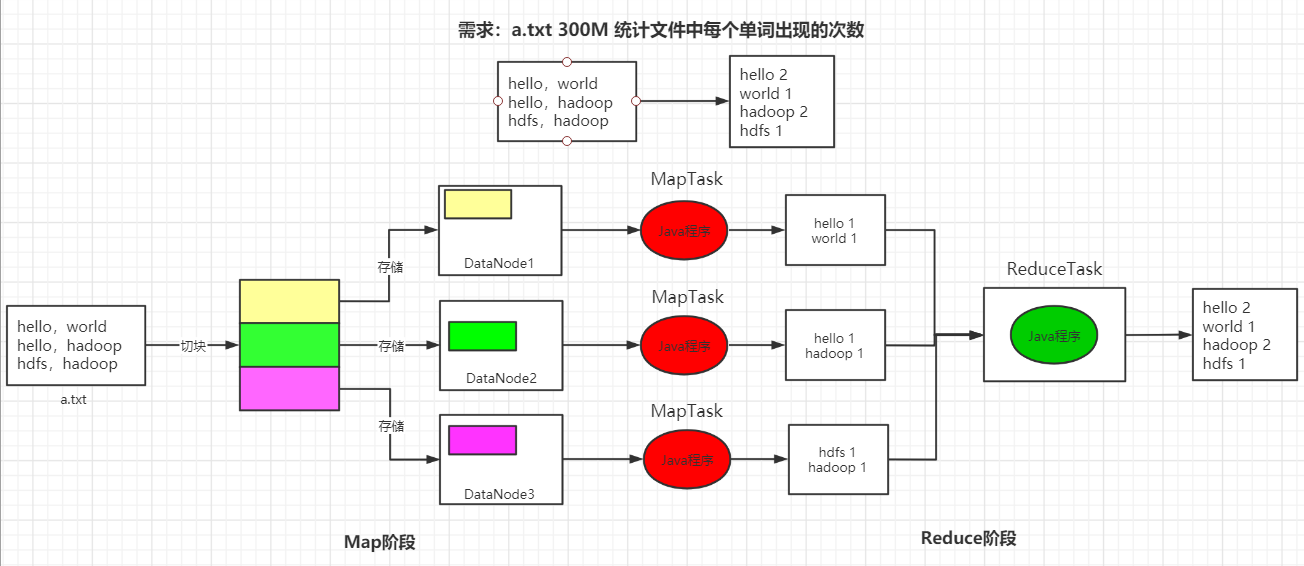 需求：a.txt 300M 统计文件中每个单词出现的次数
hello，world
hello，hadoop
hdfs，hadoop
hello 2
world 1
hadoop 2
hdfs 1
MapTask
Java程序
hello 1
world 1
存储
DataNode1
ReduceTask
MapTask
hello，world
hello，hadoop
hdfs，hadoop
a.txt
切块
存储
DataNode2
Java程序
hello 1
hadoop 1
Java程序
hello 2
world 1
hadoop 2
hdfs 1
MapTask
存储
DataNode3
Java程序
hdfs 1
hadoop 1
Map阶段
Reduce阶段